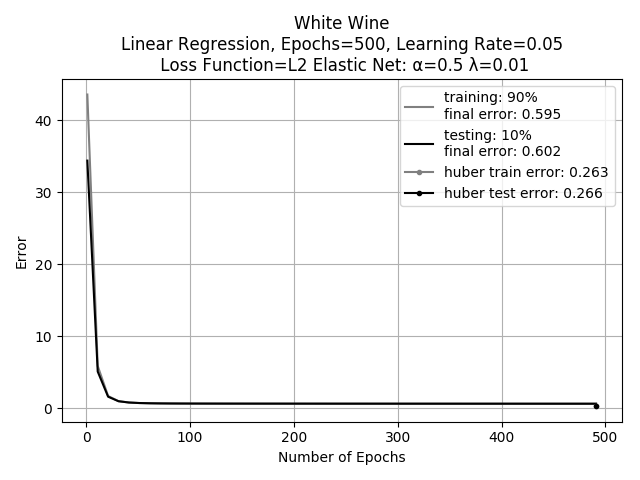 White Wine
Linear Regression, Epochs=500, Learning Rate=0.05
Loss Function=L2 Elastic Net: α=0.5 λ=0.01
training: 90%
final error: 0.595
testing: 10%
final error: 0.602
huber train error: 0.263
huber test error: 0.266
Error
40
30
20
10
0
0 100 200 300 400 500
Number of Epochs